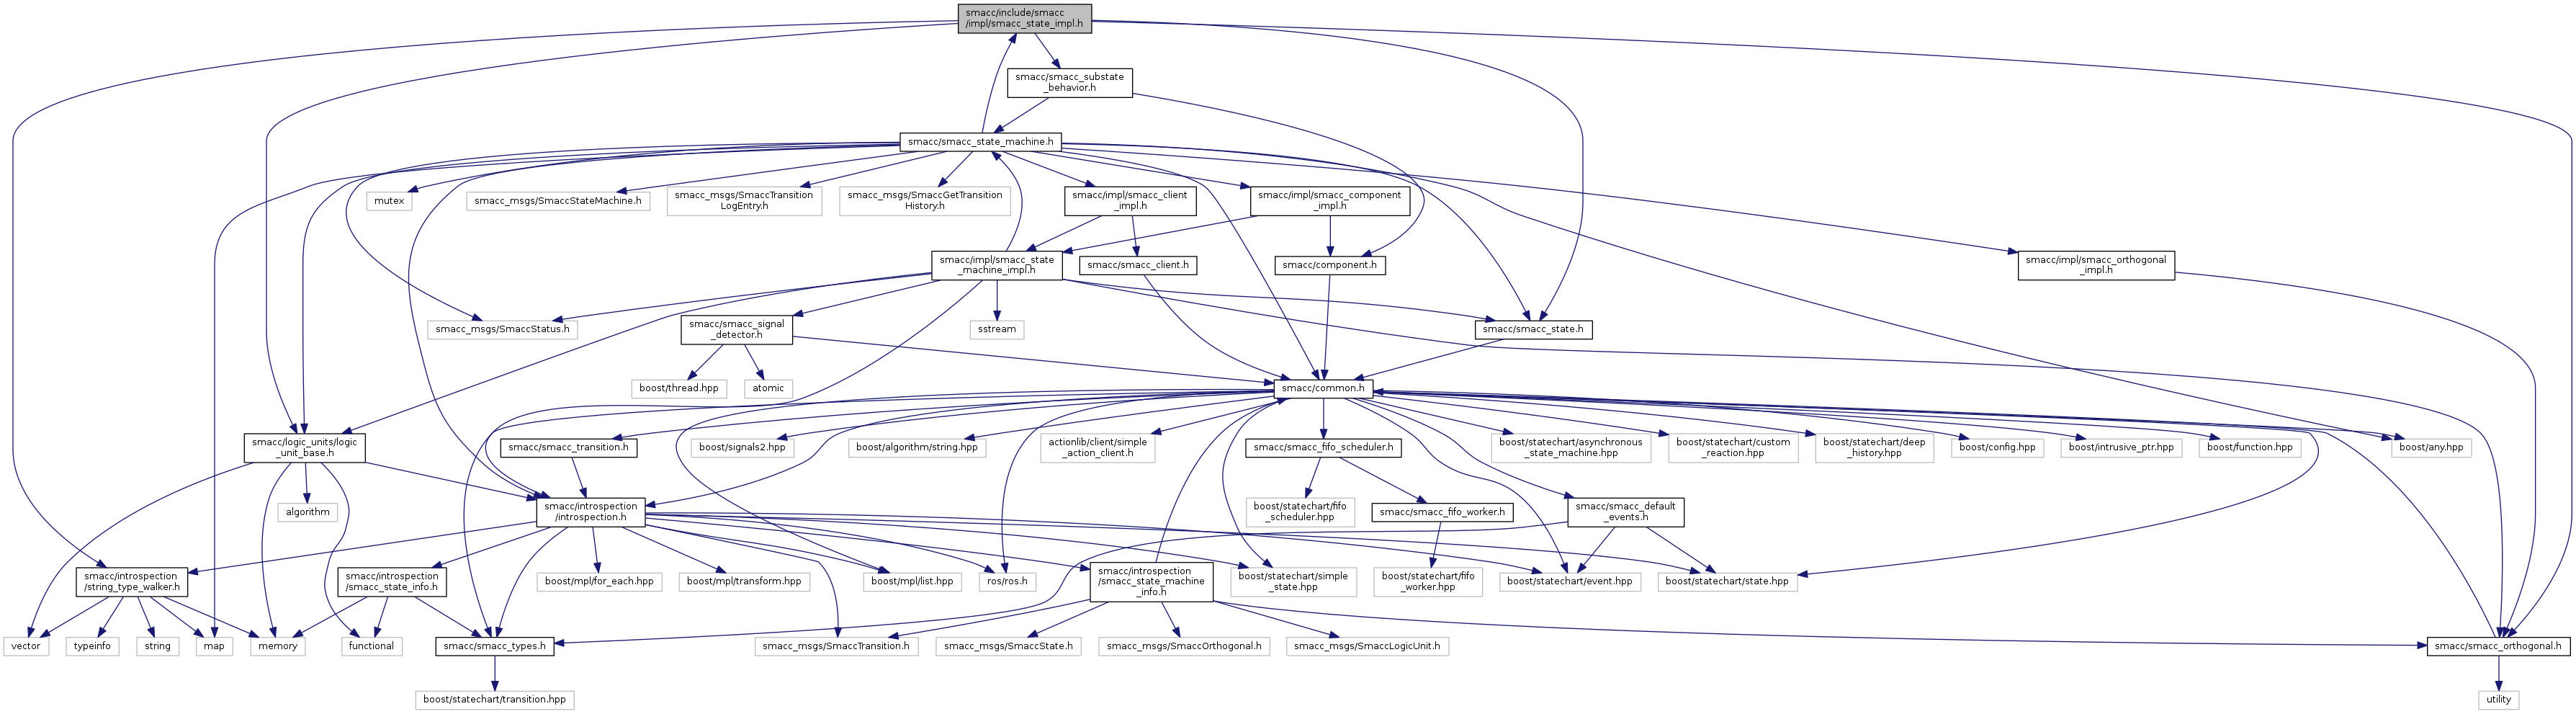 smacc/include/smacc
/impl/smacc_state_impl.h
smacc/smacc_substate
_behavior.h
smacc/smacc_state_machine.h
mutex
smacc_msgs/SmaccStateMachine.h
smacc_msgs/SmaccTransition
LogEntry.h
smacc_msgs/SmaccGetTransition
History.h
smacc/impl/smacc_client
_impl.h
smacc/impl/smacc_component
_impl.h
smacc/impl/smacc_state
_machine_impl.h
smacc/smacc_client.h
smacc/component.h
smacc/impl/smacc_orthogonal
_impl.h
smacc_msgs/SmaccStatus.h
smacc/smacc_signal
_detector.h
sstream
smacc/smacc_state.h
boost/thread.hpp
atomic
smacc/common.h
smacc/logic_units/logic
_unit_base.h
smacc/smacc_transition.h
boost/signals2.hpp
boost/algorithm/string.hpp
actionlib/client/simple
_action_client.h
smacc/smacc_fifo_scheduler.h
boost/statechart/asynchronous
_state_machine.hpp
boost/statechart/custom
_reaction.hpp
boost/statechart/deep
_history.hpp
boost/config.hpp
boost/intrusive_ptr.hpp
boost/function.hpp
boost/any.hpp
algorithm
smacc/introspection
/introspection.h
boost/statechart/fifo
_scheduler.hpp
smacc/smacc_fifo_worker.h
smacc/smacc_default
_events.h
smacc/introspection
/string_type_walker.h
smacc/introspection
/smacc_state_info.h
boost/mpl/for_each.hpp
boost/mpl/transform.hpp
boost/mpl/list.hpp
ros/ros.h
smacc/introspection
/smacc_state_machine
_info.h
boost/statechart/simple
_state.hpp
boost/statechart/fifo
_worker.hpp
boost/statechart/event.hpp
boost/statechart/state.hpp
vector
typeinfo
string
map
memory
functional
smacc/smacc_types.h
smacc_msgs/SmaccTransition.h
smacc_msgs/SmaccState.h
smacc_msgs/SmaccOrthogonal.h
smacc_msgs/SmaccLogicUnit.h
smacc/smacc_orthogonal.h
boost/statechart/transition.hpp
utility